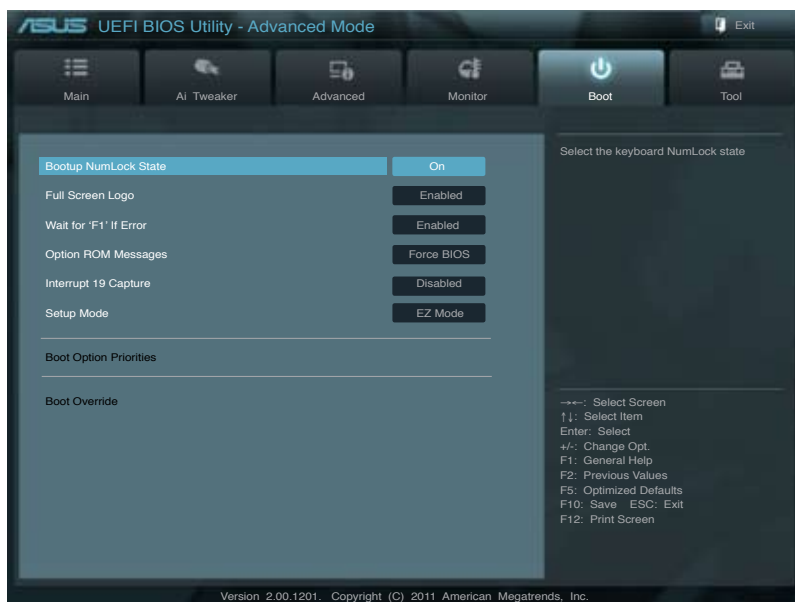 ASUS UEFI BIOS Utility - Advanced Mode
Exit
Main Ai Tweaker Advanced Monitor Boot Tool
Select the keyboard NumLock state
Bootup NumLock State On
Full Screen Logo Enabled
Wait for ‘F1’ If Error Enabled
Option ROM Messages Force BIOS
Interrupt 19 Capture Disabled
Setup Mode EZ Mode
Boot Option Priorities
Boot Override
→←: Select Screen
↑↓: Select Item
Enter: Select
+/-: Change Opt.
F1: General Help
F2: Previous Values
F5: Optimized Defaults
F10: Save ESC: Exit
F12: Print Screen
Version 2.00.1201. Copyright (C) 2011 American Megatrends, Inc.